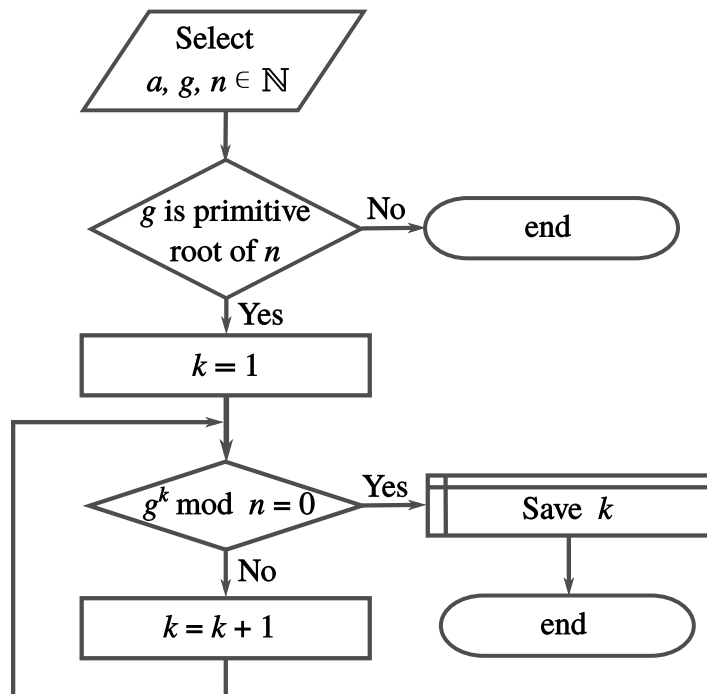 Select
a, g, n ∈ ℕ
g is primitive
root of n
No
end
Yes
k = 1
g^k mod n = 0
Yes
Save k
No
k = k + 1
end